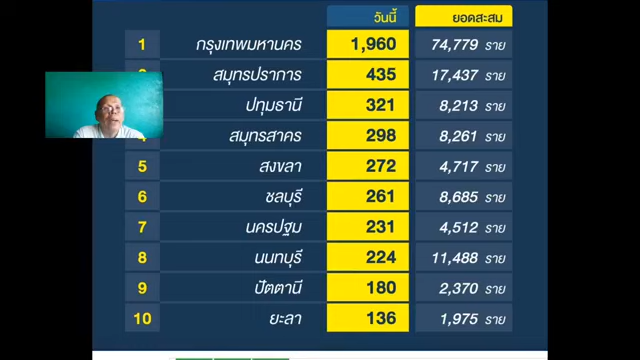 วันนี้ ยอดสะสม
1 กรุงเทพมหานคร 1,960 74,779 ราย
สมุทรปราการ 435 17,437 ราย
ปทุมธานี 321 8,213 ราย
สมุทรสาคร 298 8,261 ราย
5 สงขลา 272 4,717 ราย
6 ชลบุรี 261 8,685 ราย
7 นครปฐม 231 4,512 ราย
8 นนทบุรี 224 11,488 ราย
9 ปัตตานี 180 2,370 ราย
10 ยะลา 136 1,975 ราย